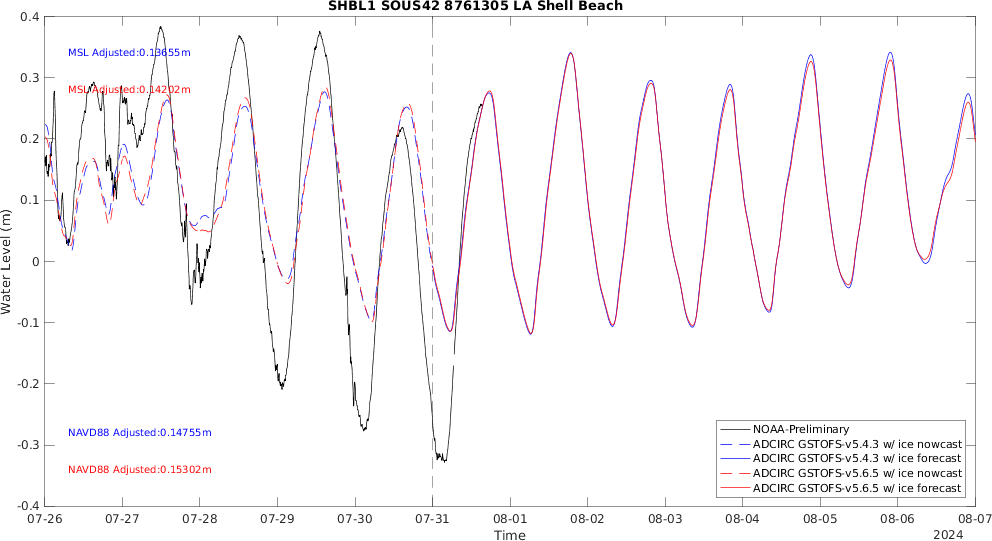 SHBL1 SOUS42 8761305 LA Shell Beach
0.4
0.3
0.2
0.1
0
-0.1
-0.2
-0.3
-0.4
Water Level (m)
MSL Adjusted:0.13655m
MSL Adjusted:0.14202m
NAVD88 Adjusted:0.14755m
NAVD88 Adjusted:0.15302m
NOAA-Preliminary
ADCIRC GSTOFS-v5.4.3 w/ ice nowcast
ADCIRC GSTOFS-v5.4.3 w/ ice forecast
ADCIRC GSTOFS-v5.6.5 w/ ice nowcast
ADCIRC GSTOFS-v5.6.5 w/ ice forecast
07-26 07-27 07-28 07-29 07-30 07-31 08-01 08-02 08-03 08-04 08-05 08-06 08-07
Time
2024